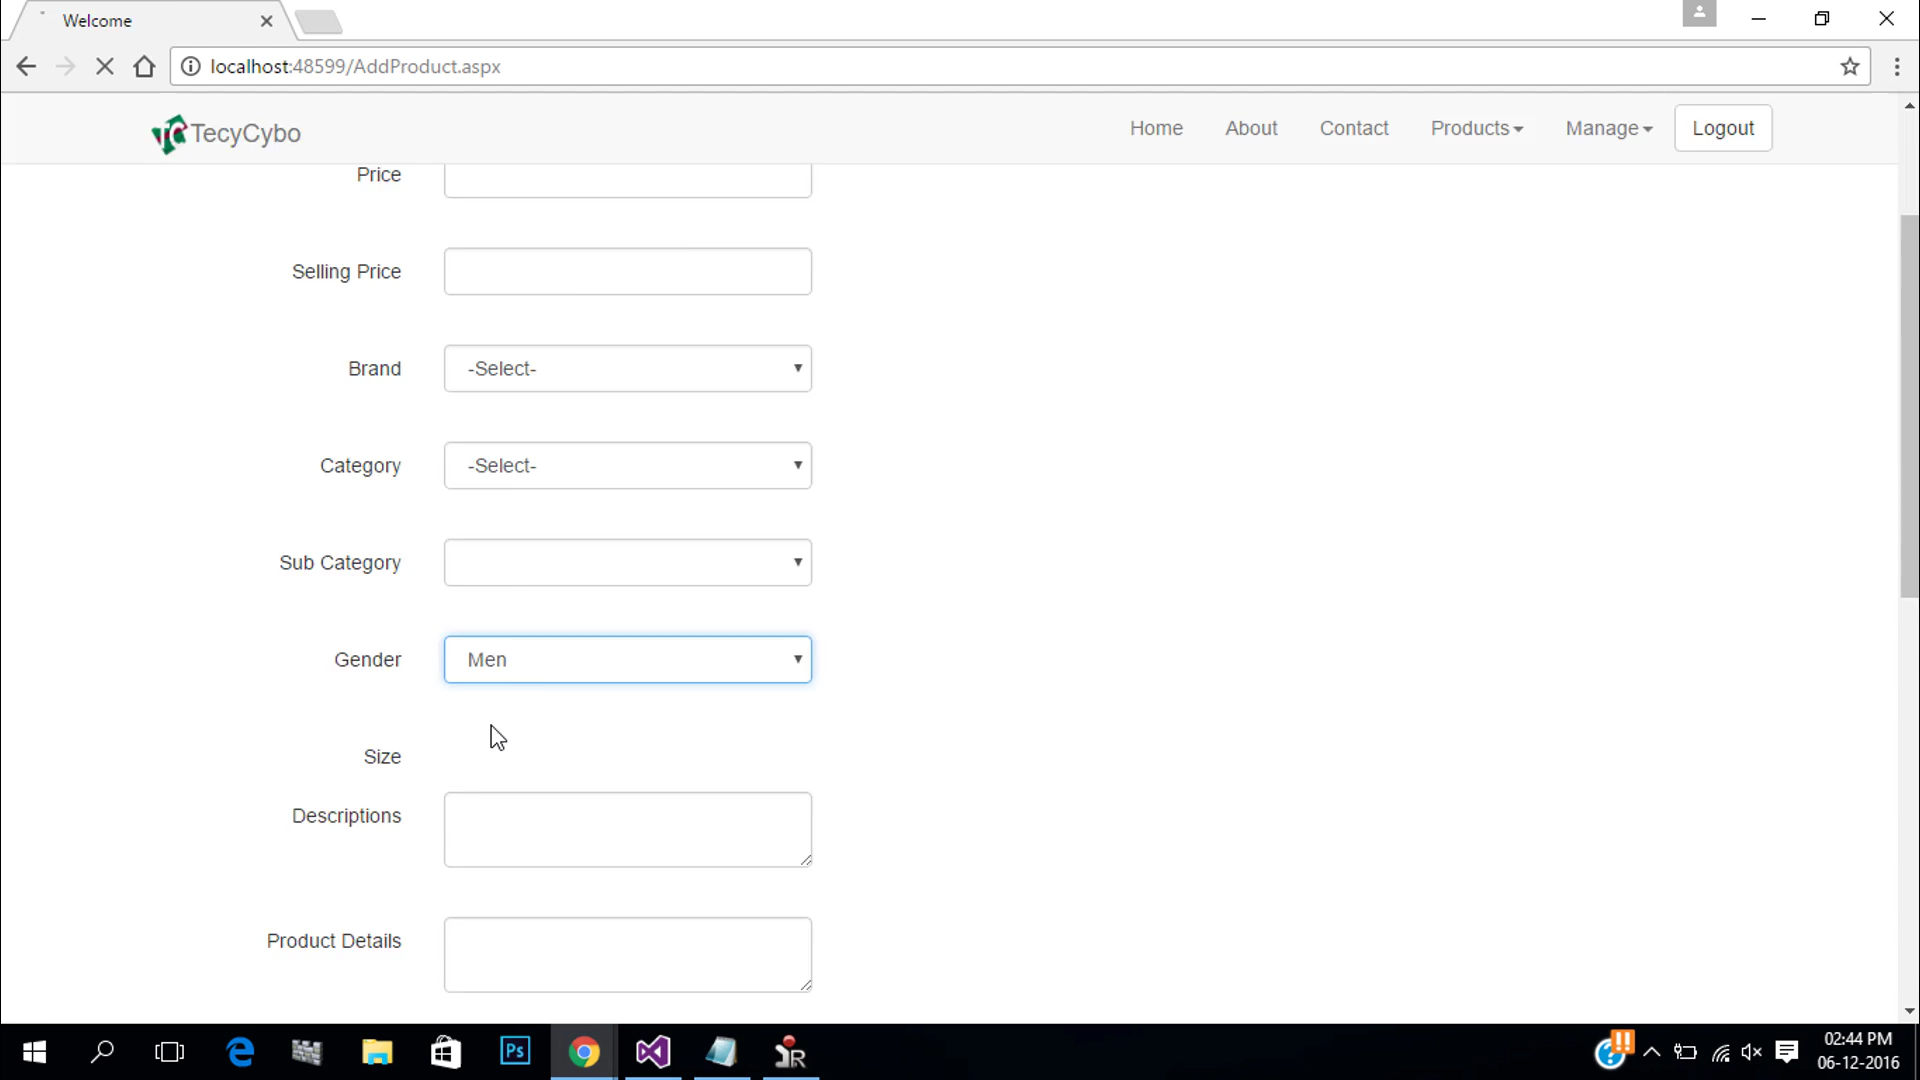 Welcome
localhost:48599/AddProduct.aspx
TecyCybo
Home About Contact Products Manage Logout
Price
Selling Price
Brand -Select-
Category -Select-
Sub Category
Gender Men
Size
Descriptions
Product Details
Ps
02:44 PM
06-12-2016